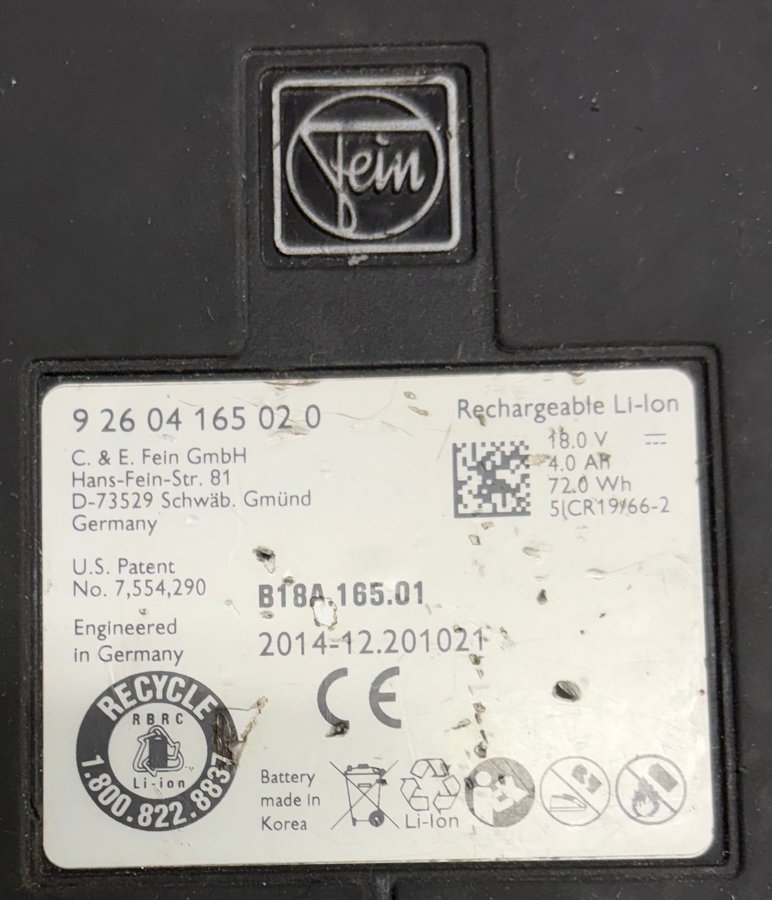 fein
9 26 04 165 02 0
C. & E. Fein GmbH
Hans-Fein-Str. 81
D-73529 Schwäb. Gmünd
Germany
Rechargeable Li-Ion
18.0 V
4.0 Ah
72.0 Wh
5ICR19/66-2
U.S. Patent
No. 7,554,290
B18A.165.01
Engineered
in Germany
2014-12.201021
CE
RECYCLE
RBRC
Li-ion
1.800.822.8837
Battery
made in
Korea
Li-Ion